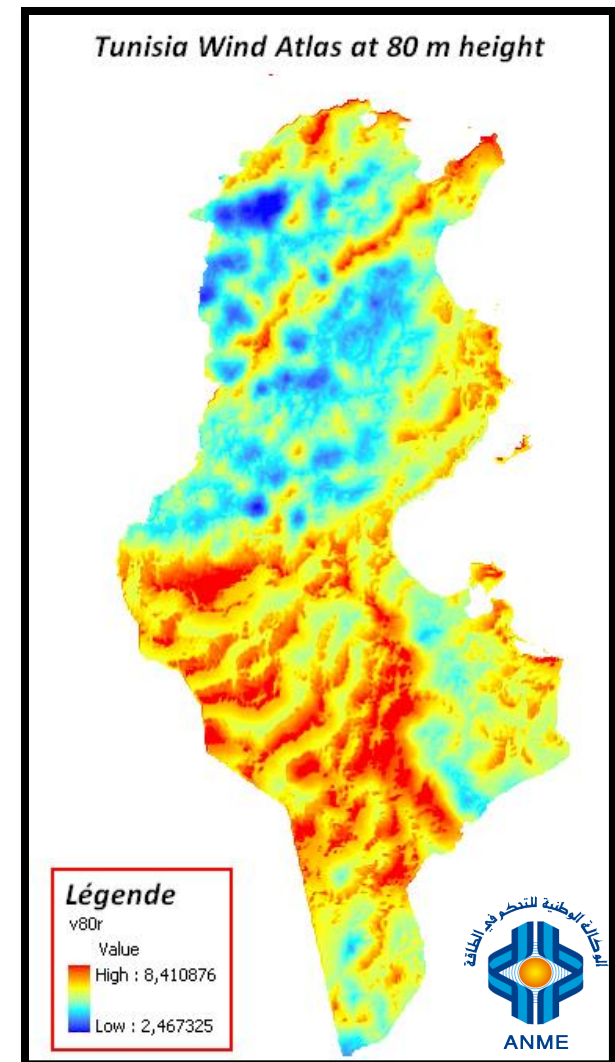 Tunisia Wind Atlas at 80 m height
Légende
v80r
Value
High : 8,410876
Low : 2,467325
الوكالة الوطنية للتحكم في الطاقة
ANME